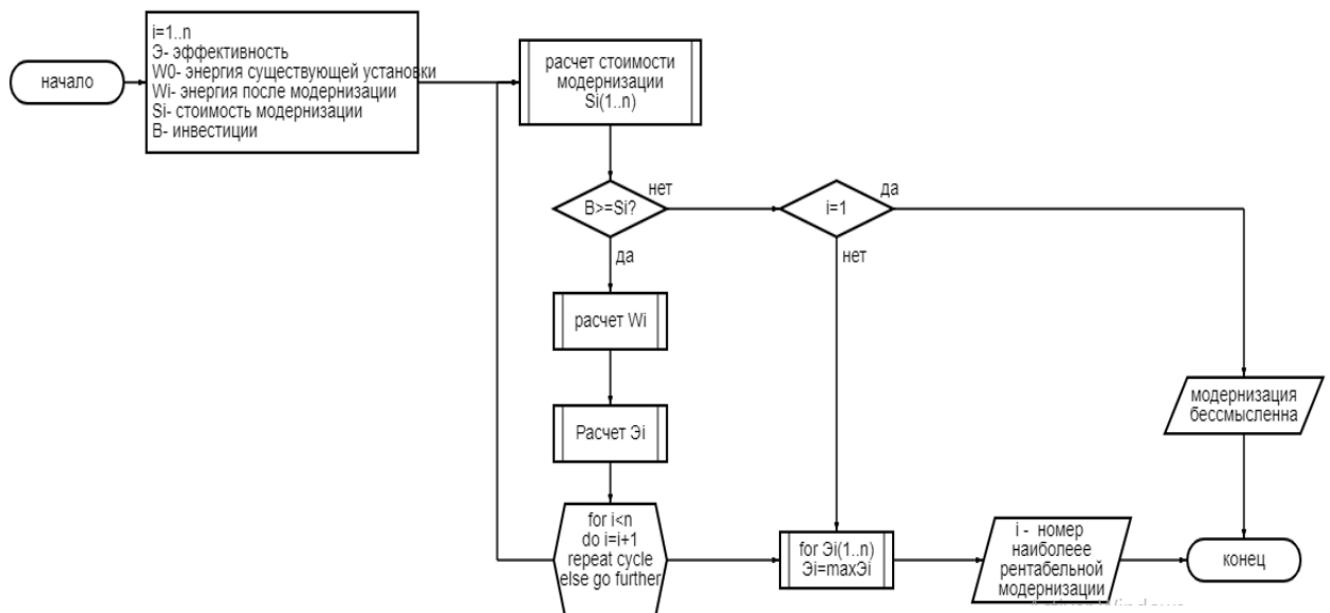 начало
i=1..n
Э- эффективность
W0- энергия существующей установки
Wi- энергия после модернизации
Si- стоимость модернизации
В- инвестиции
расчет стоимости
модернизации
Si(1..n)
B>=Si?
нет
да
i=1
да
нет
расчет Wi
Расчет Эi
for i<n
do i=i+1
repeat cycle
else go further
for Эi(1..n)
Эi=maxЭi
i - номер
наиболеее
рентабельной
модернизации
модернизация
бессмысленна
конец